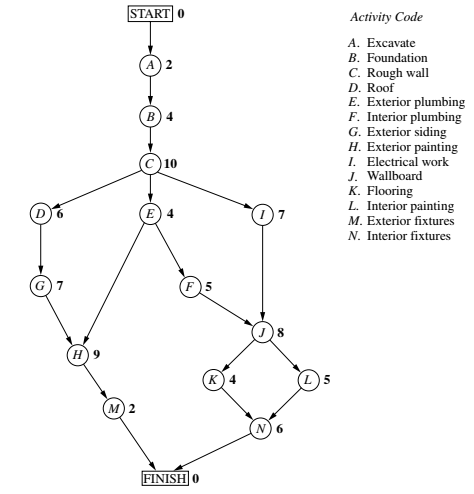 START 0
A 2
B 4
C 10
D 6
E 4
I 7
G 7
F 5
J 8
H 9
K 4
L 5
M 2
N 6
FINISH 0
Activity Code
A. Excavate
B. Foundation
C. Rough wall
D. Roof
E. Exterior plumbing
F. Interior plumbing
G. Exterior siding
H. Exterior painting
I. Electrical work
J. Wallboard
K. Flooring
L. Interior painting
M. Exterior fixtures
N. Interior fixtures